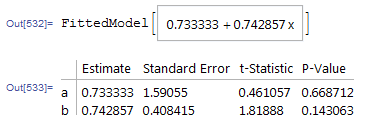 Out[532]= FittedModel[ 0.733333 + 0.742857 x ]
Estimate Standard Error t-Statistic P-Value
Out[533]= a 0.733333 1.59055 0.461057 0.668712
b 0.742857 0.408415 1.81888 0.143063